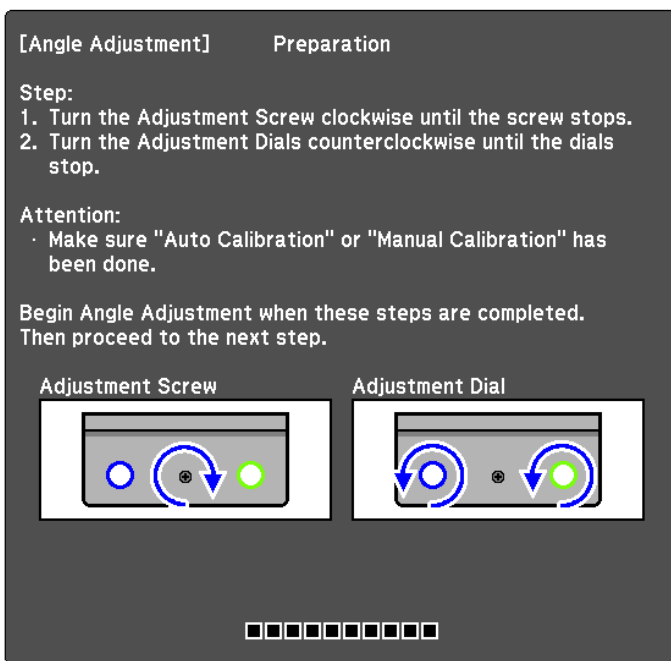 [Angle Adjustment] Preparation
Step:
1. Turn the Adjustment Screw clockwise until the screw stops.
2. Turn the Adjustment Dials counterclockwise until the dials
stop.
Attention:
· Make sure "Auto Calibration" or "Manual Calibration" has
been done.
Begin Angle Adjustment when these steps are completed.
Then proceed to the next step.
Adjustment Screw Adjustment Dial